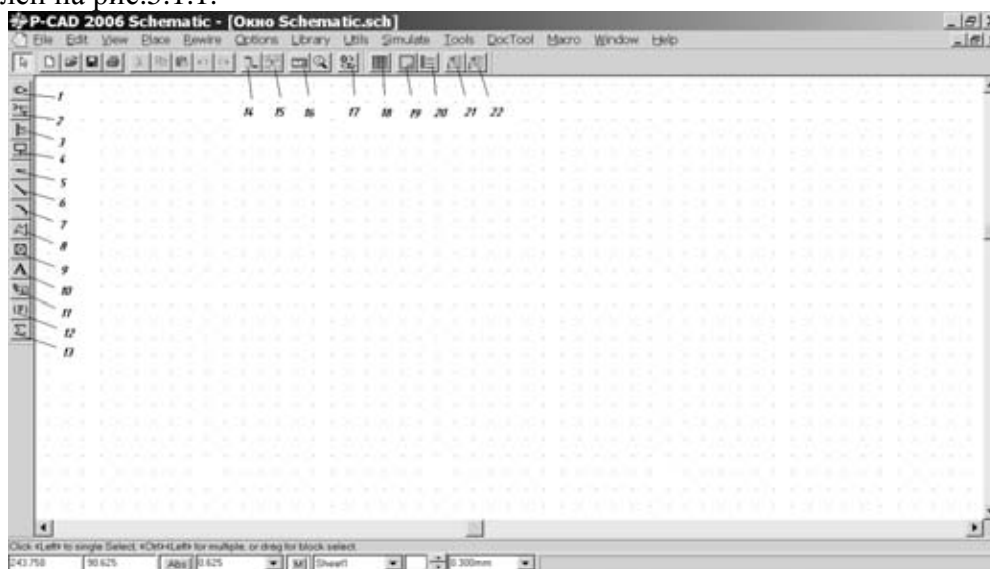 лен на рис.3.1.1.
P-CAD 2006 Schematic - [Окно Schematic.sch]
File Edit View Place Rewire Options Library Utils Simulate Tools DocTool Macro Window Help
14 15 16 17 18 19 20 21 22
1
2
3
4
5
6
7
8
9
10
11
12
13
Click <Left> to single Select, <Ctrl><Left> for multiple, or drag for block select.
243.750 90.625 Abs 0.625 M Sheet1 0.300mm